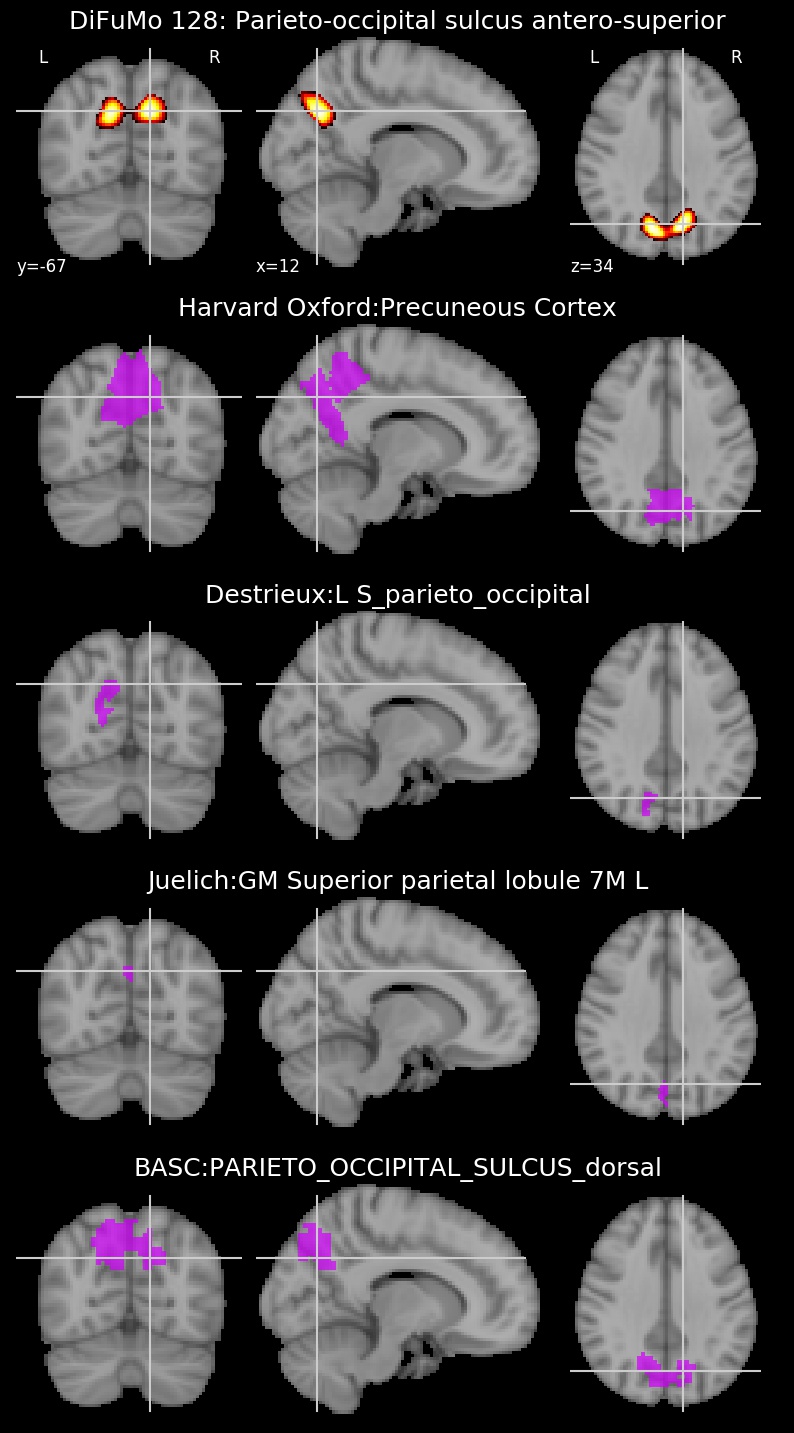 DiFuMo 128: Parieto-occipital sulcus antero-superior
L R L R
y=-67 x=12 z=34
Harvard Oxford:Precuneous Cortex
Destrieux:L S_parieto_occipital
Juelich:GM Superior parietal lobule 7M L
BASC:PARIETO_OCCIPITAL_SULCUS_dorsal